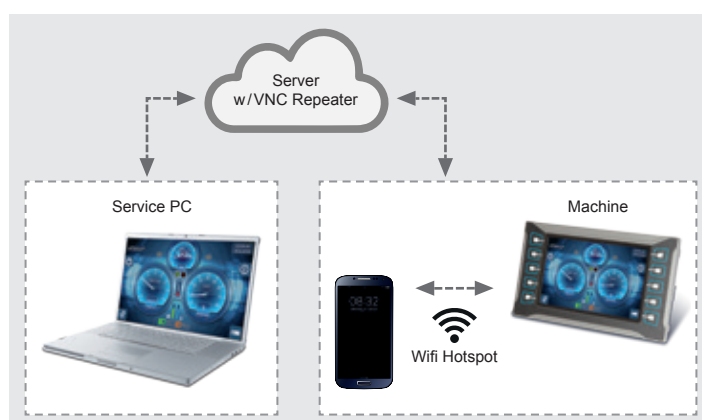 Server
w/VNC Repeater
Service PC
Machine
08 32
Wifi Hotspot